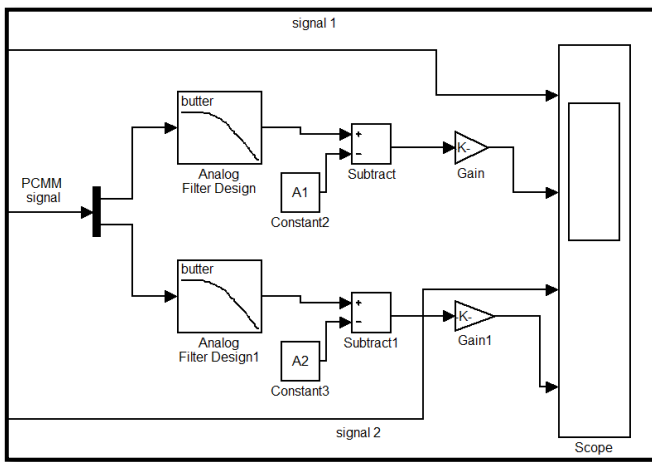 signal 1
butter
+
−
K-
Analog
Filter Design
Subtract
Gain
A1
Constant2
PCMM
signal
butter
+
−
-K-
Analog
Filter Design1
Subtract1
Gain1
A2
Constant3
signal 2
Scope